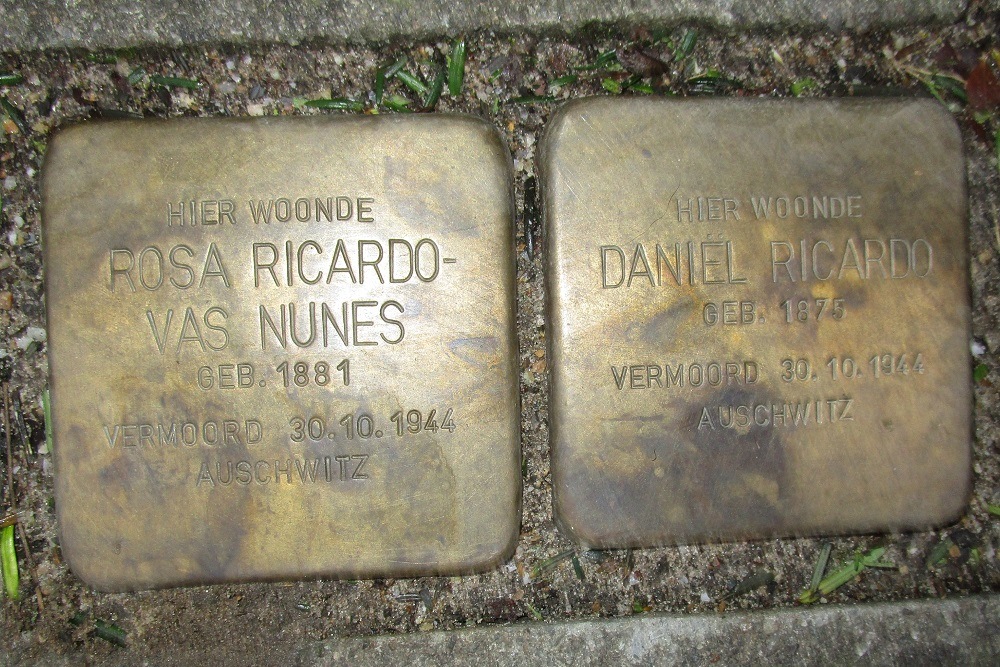 HIER WOONDE
ROSA RICARDO-
VAS NUNES
GEB. 1881
VERMOORD 30.10.1944
AUSCHWITZ
HIER WOONDE
DANIËL RICARDO
GEB. 1875
VERMOORD 30.10.1944
AUSCHWITZ